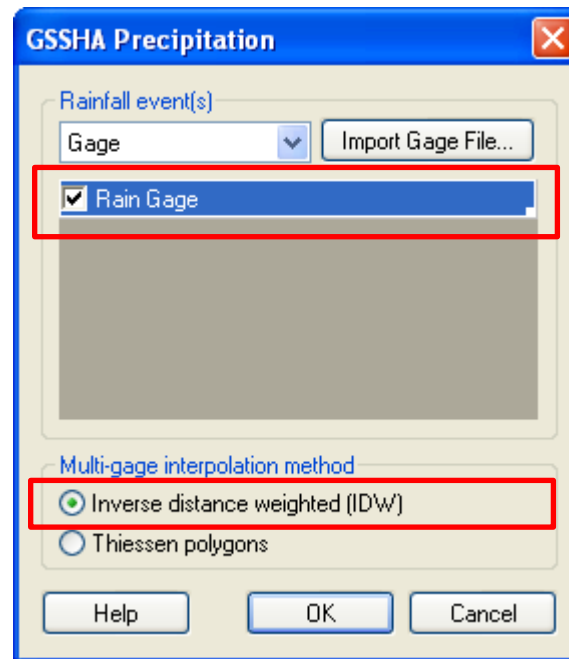 GSSHA Precipitation
Rainfall event(s)
Gage Import Gage File...
Rain Gage
Multi-gage interpolation method
Inverse distance weighted (IDW)
Thiessen polygons
Help OK Cancel